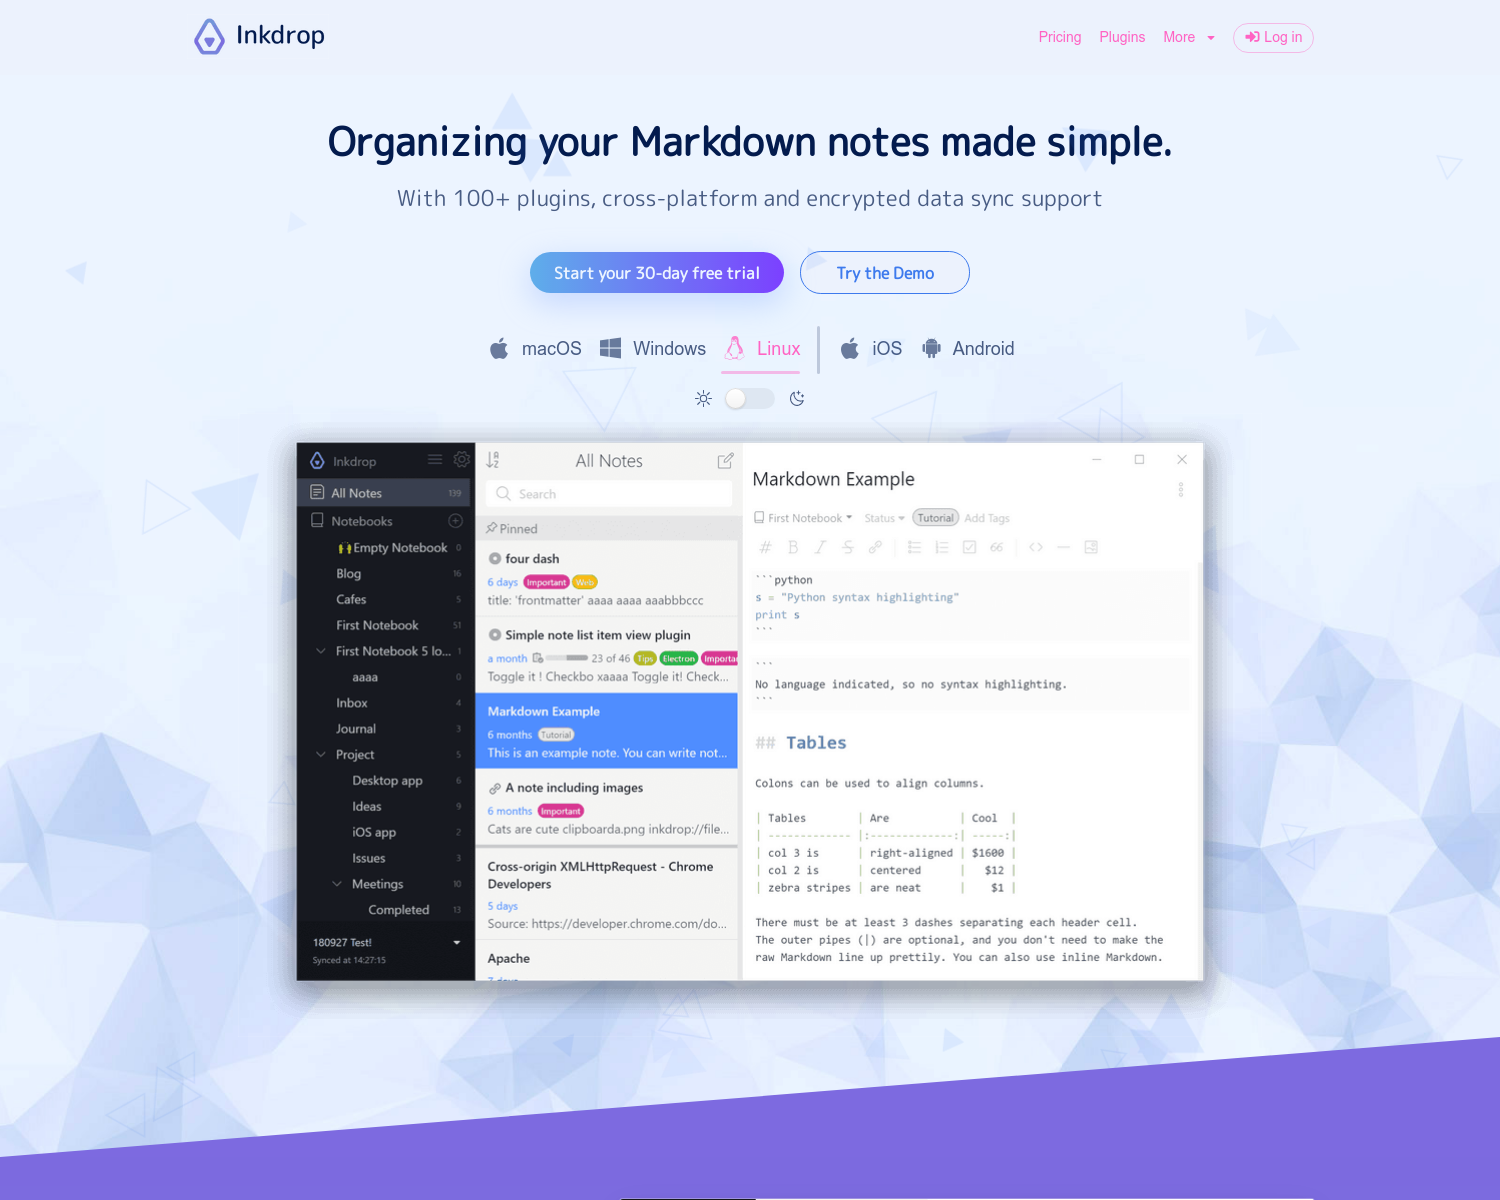 Inkdrop
Pricing Plugins More Log in
Organizing your Markdown notes made simple.
With 100+ plugins, cross-platform and encrypted data sync support
Start your 30-day free trial
Try the Demo
macOS Windows Linux iOS Android
Inkdrop
All Notes 139
Notebooks
Empty Notebook 0
Blog 16
Cafes 5
First Notebook 51
First Notebook 5 lo... 1
aaaa 0
Inbox 4
Journal 3
Project 5
Desktop app 6
Ideas 9
iOS app 2
Issues 3
Meetings 10
Completed 13
180927 Test!
Synced at 14:27:15
All Notes
Search
Pinned
four dash
6 days Important Web
title: 'frontmatter' aaaa aaaa aaabbbccc
Simple note list item view plugin
a month 23 of 46 Tips Electron Importan
Toggle it ! Checkbo xaaaa Toggle it! Check...
Markdown Example
6 months Tutorial
This is an example note. You can write not...
A note including images
6 months Important
Cats are cute clipboarda.png inkdrop://file...
Cross-origin XMLHttpRequest - Chrome
Developers
5 days
Source: https://developer.chrome.com/do...
Apache
Markdown Example
First Notebook Status Tutorial Add Tags
```python
s = "Python syntax highlighting"
print s
```
```
No language indicated, so no syntax highlighting.
```
## Tables
Colons can be used to align columns.
| Tables | Are | Cool |
| ------------- |:-------------:| -----:|
| col 3 is | right-aligned | $1600 |
| col 2 is | centered | $12 |
| zebra stripes | are neat | $1 |
There must be at least 3 dashes separating each header cell.
The outer pipes (|) are optional, and you don't need to make the
raw Markdown line up prettily. You can also use inline Markdown.